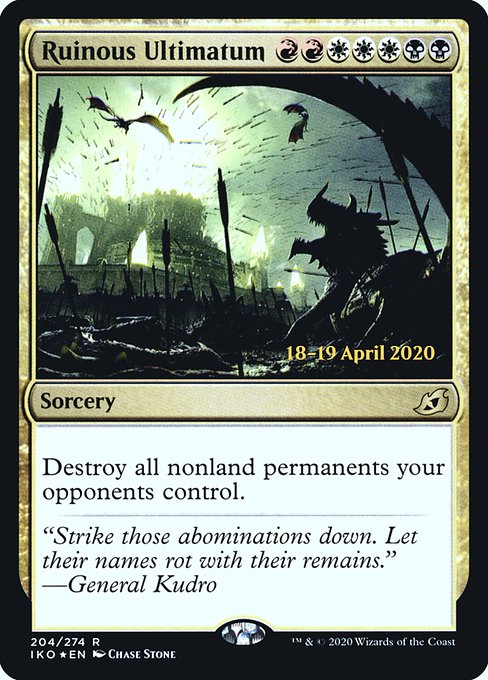 Ruinous Ultimatum
18–19 April 2020
Sorcery
Destroy all nonland permanents your
opponents control.
“Strike those abominations down. Let
their names rot with their remains.”
—General Kudro
204/274 R
IKO★EN Chase Stone
™ & © 2020 Wizards of the Coast